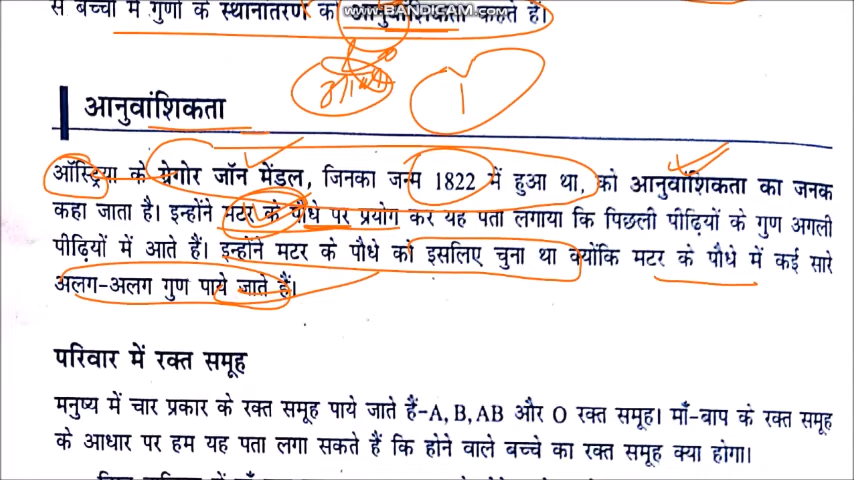 www.BANDICAM.com
से बच्चों में गुणों के स्थानांतरण को आनुवांशिकता कहते हैं।
आनुवांशिकता
ऑस्ट्रिया के ग्रेगोर जॉन मेंडल, जिनका जन्म 1822 में हुआ था, को आनुवांशिकता का जनक
कहा जाता है। इन्होंने मटर के पौधे पर प्रयोग कर यह पता लगाया कि पिछली पीढ़ियों के गुण अगली
पीढ़ियों में आते हैं। इन्होंने मटर के पौधे को इसलिए चुना था क्योंकि मटर के पौधे में कई सारे
अलग-अलग गुण पाये जाते हैं।
परिवार में रक्त समूह
मनुष्य में चार प्रकार के रक्त समूह पाये जाते हैं-A, B, AB और O रक्त समूह। माँ-बाप के रक्त समूह
के आधार पर हम यह पता लगा सकते हैं कि होने वाले बच्चे का रक्त समूह क्या होगा।